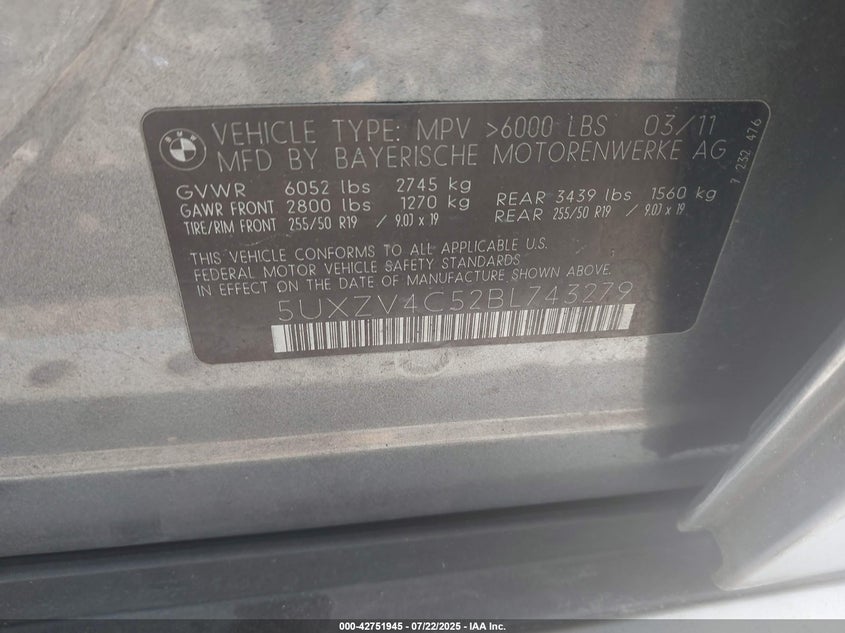 BMW
VEHICLE TYPE: MPV >6000 LBS 03/11
MFD BY BAYERISCHE MOTORENWERKE AG
7 232 476
GVWR 6052 lbs 2745 kg
GAWR FRONT 2800 lbs 1270 kg REAR 3439 lbs 1560 kg
TIRE/RIM FRONT 255/50 R19 / 9.0J x 19 REAR 255/50 R19 / 9.0J x 19
THIS VEHICLE CONFORMS TO ALL APPLICABLE U.S.
FEDERAL MOTOR VEHICLE SAFETY STANDARDS
IN EFFECT ON THE DATE OF MANUFACTURE SHOWN ABOVE.
5UXZV4C52BL743279
000-42751945 - 07/22/2025 - IAA Inc.